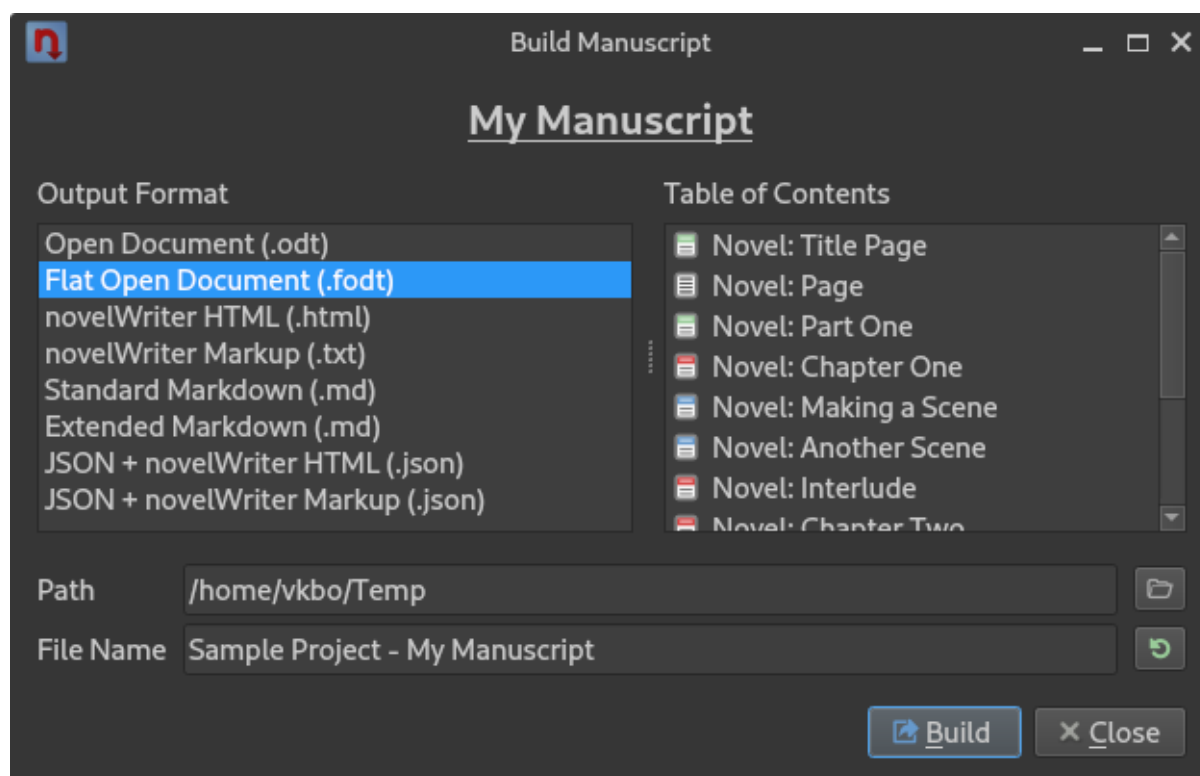 Build Manuscript
My Manuscript
Output Format
Open Document (.odt)
Flat Open Document (.fodt)
novelWriter HTML (.html)
novelWriter Markup (.txt)
Standard Markdown (.md)
Extended Markdown (.md)
JSON + novelWriter HTML (.json)
JSON + novelWriter Markup (.json)
Table of Contents
Novel: Title Page
Novel: Page
Novel: Part One
Novel: Chapter One
Novel: Making a Scene
Novel: Another Scene
Novel: Interlude
Novel: Chapter Two
Path
/home/vkbo/Temp
File Name
Sample Project - My Manuscript
Build
Close